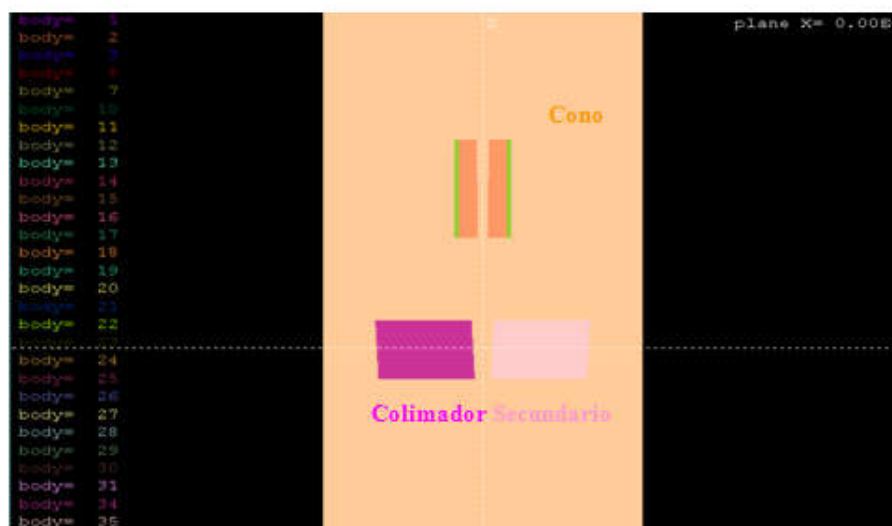 body= 1
body= 2
body= 3
body=
body= 7
body= 10
body= 11
body= 12
body= 13
body= 14
body= 15
body= 16
body= 17
body= 18
body= 19
body= 20
body= 21
body= 22
body= 23
body= 24
body= 25
body= 26
body= 27
body= 28
body= 29
body= 30
body= 31
body= 34
body= 35
plane X= 0.00E
Cono
Colimador Secundario